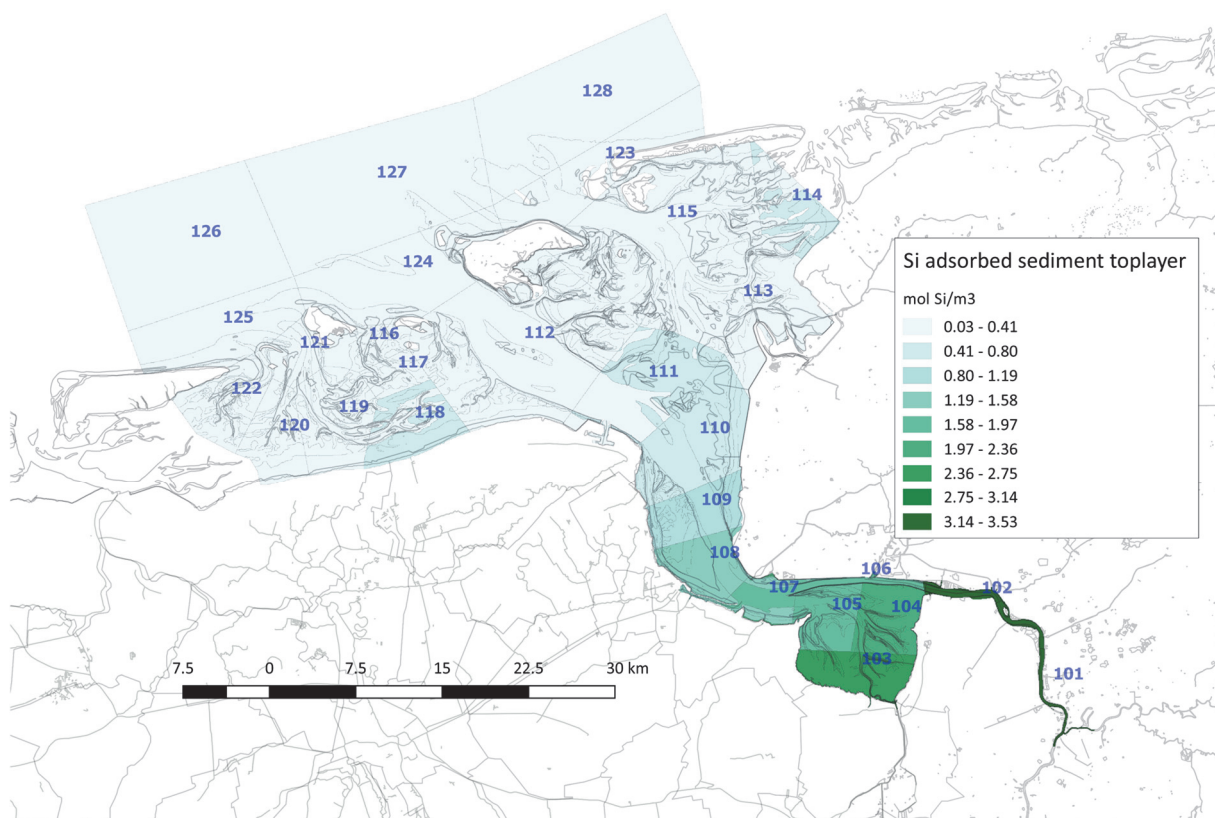 128
123
127
115
114
126
124
113
125
121
116
112
117
111
122
119
118
120
110
109
108
107
106
102
105
104
103
101
Si adsorbed sediment toplayer
mol Si/m3
0.03 - 0.41
0.41 - 0.80
0.80 - 1.19
1.19 - 1.58
1.58 - 1.97
1.97 - 2.36
2.36 - 2.75
2.75 - 3.14
3.14 - 3.53
7.5 0 7.5 15 22.5 30 km